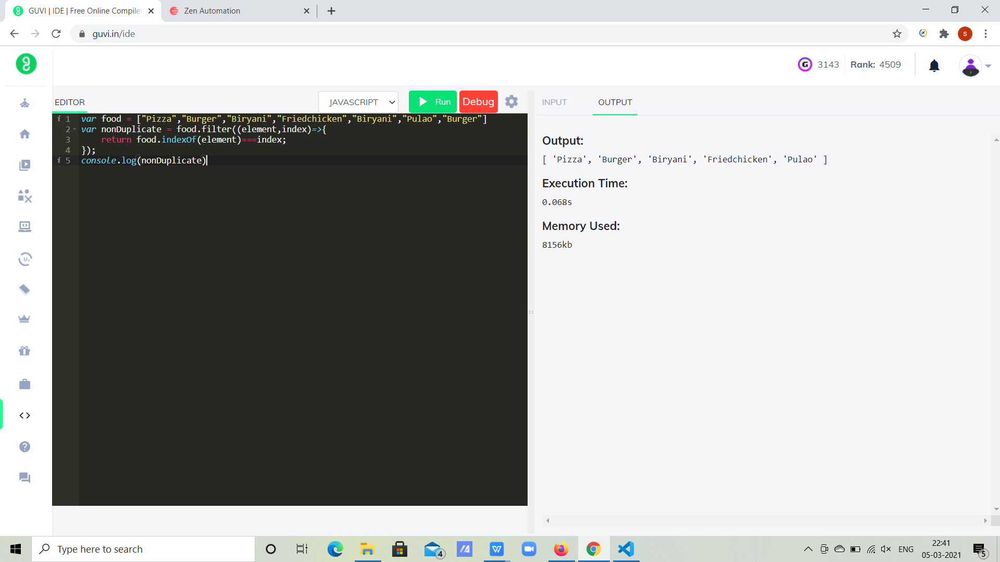 GUVI | IDE | Free Online Compiler
Zen Automation
guvi.in/ide
S
3143
Rank: 4509
EDITOR
JAVASCRIPT
Run
Debug
INPUT
OUTPUT
1 var food = ["Pizza","Burger","Biryani","Friedchicken","Biryani","Pulao","Burger"]
2 var nonDuplicate = food.filter((element,index)=>{
3 return food.indexOf(element)===index;
4 });
5 console.log(nonDuplicate)
Output:
[ 'Pizza', 'Burger', 'Biryani', 'Friedchicken', 'Pulao' ]
Execution Time:
0.068s
Memory Used:
8156kb
Type here to search
4
ENG
22:41
05-03-2021
5